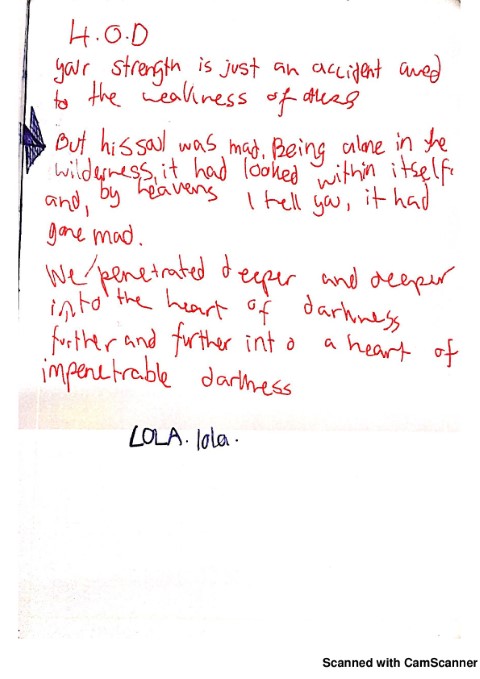 H.O.D
your strength is just an accident owed
to the weakness of others
But his soul was mad. Being alone in the
wilderness, it had looked within itself
and, by heavens I tell you, it had
gone mad.
We penetrated deeper and deeper
into the heart of darkness
further and further into a heart of
impenetrable darkness
LOLA. lola.
Scanned with CamScanner